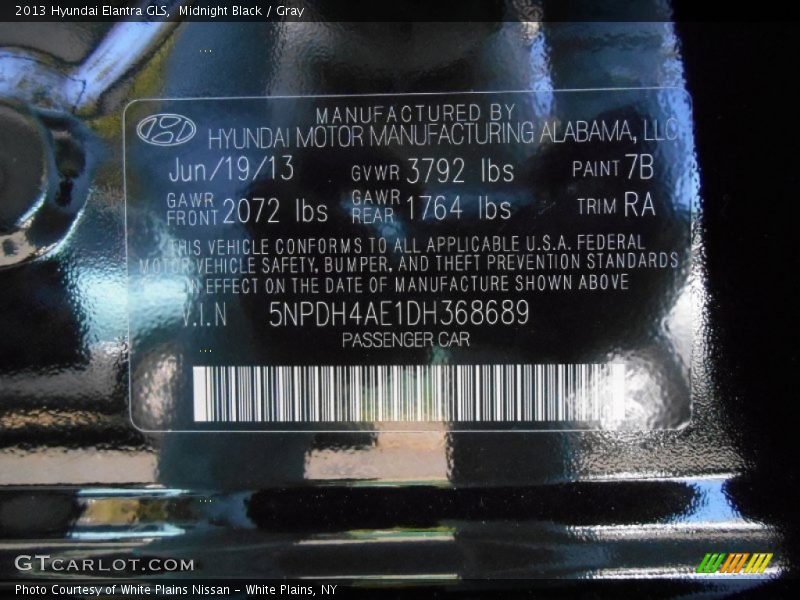 2013 Hyundai Elantra GLS, Midnight Black / Gray
MANUFACTURED BY
HYUNDAI MOTOR MANUFACTURING ALABAMA, LLC
Jun/19/13 GVWR 3792 lbs PAINT 7B
GAWR FRONT 2072 lbs GAWR REAR 1764 lbs TRIM RA
THIS VEHICLE CONFORMS TO ALL APPLICABLE U.S.A. FEDERAL
MOTOR VEHICLE SAFETY, BUMPER, AND THEFT PREVENTION STANDARDS
IN EFFECT ON THE DATE OF MANUFACTURE SHOWN ABOVE
V.I.N 5NPDH4AE1DH368689
PASSENGER CAR
GTCARLOT.COM
Photo Courtesy of White Plains Nissan - White Plains, NY